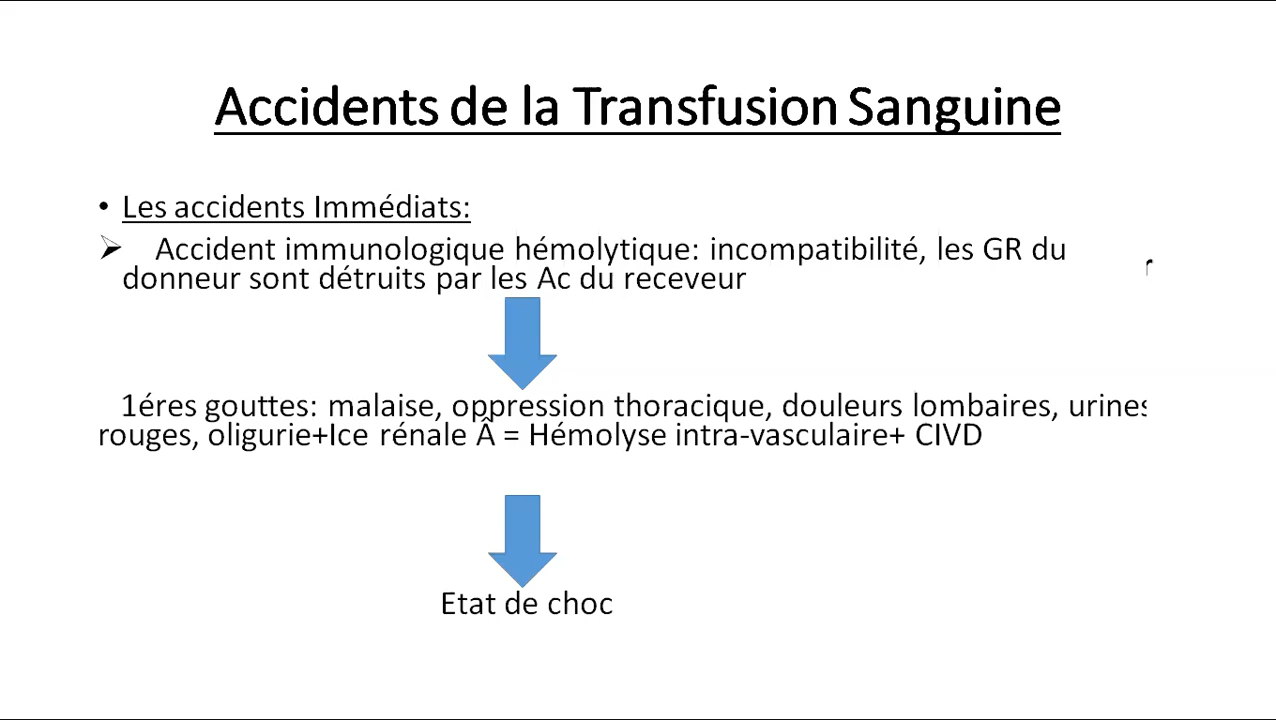 Accidents de la Transfusion Sanguine
• Les accidents Immédiats:
➢ Accident immunologique hémolytique: incompatibilité, les GR du
donneur sont détruits par les Ac du receveur
1éres gouttes: malaise, oppression thoracique, douleurs lombaires, urines
rouges, oligurie+Ice rénale Â = Hémolyse intra-vasculaire+ CIVD
Etat de choc